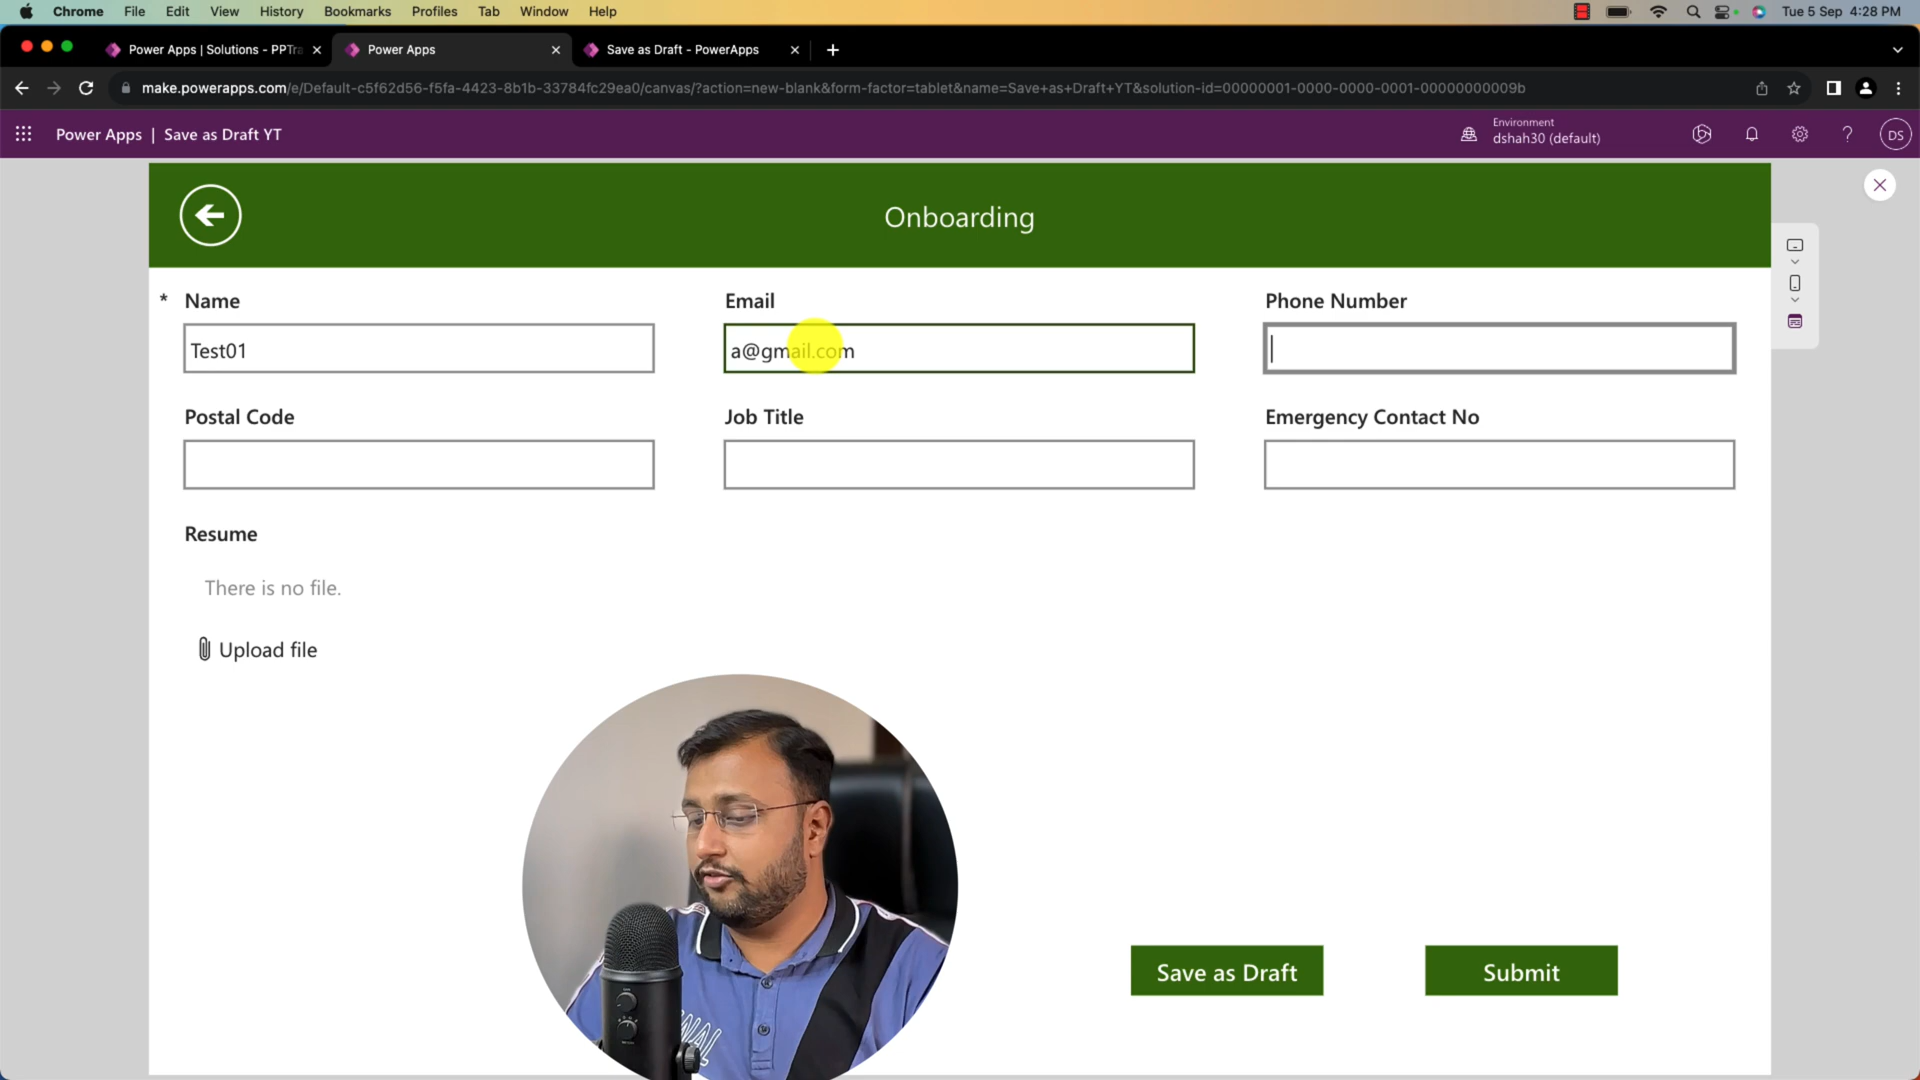 Chrome File Edit View History Bookmarks Profiles Tab Window Help Tue 5 Sep 4:28 PM
Power Apps | Solutions - PPTra Power Apps Save as Draft - PowerApps
make.powerapps.com/e/Default-c5f62d56-f5fa-4423-8b1b-33784fc29ea0/canvas/?action=new-blank&form-factor=tablet&name=Save+as+Draft+YT&solution-id=00000001-0000-0000-0001-00000000009b
Power Apps | Save as Draft YT
Environment
dshah30 (default)
DS
Onboarding
* Name Email Phone Number
Test01 a@gmail.com
Postal Code Job Title Emergency Contact No
Resume
There is no file.
Upload file
Save as Draft Submit